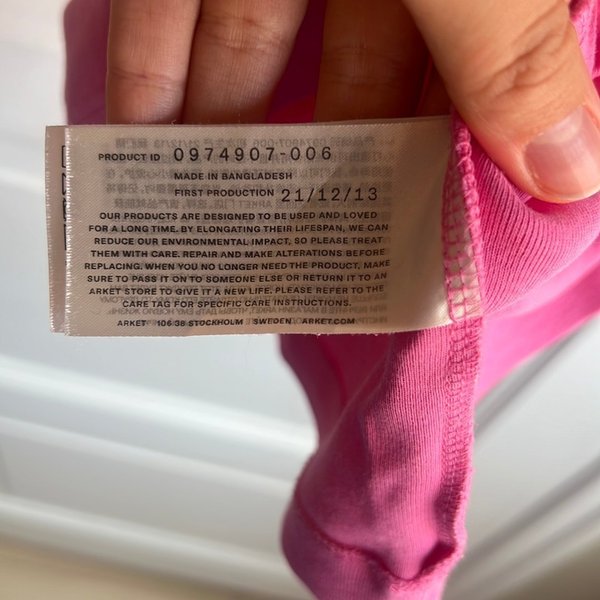 PRODUCT ID 0974907-006
MADE IN BANGLADESH
FIRST PRODUCTION 21/12/13
OUR PRODUCTS ARE DESIGNED TO BE USED AND LOVED
FOR A LONG TIME. BY ELONGATING THEIR LIFESPAN, WE CAN
REDUCE OUR ENVIRONMENTAL IMPACT, SO PLEASE TREAT
THEM WITH CARE. REPAIR AND MAKE ALTERATIONS BEFORE
REPLACING. WHEN YOU NO LONGER NEED THE PRODUCT, MAKE
SURE TO PASS IT ON TO SOMEONE ELSE OR RETURN IT TO AN
ARKET STORE TO GIVE IT A NEW LIFE. PLEASE REFER TO THE
CARE TAG FOR SPECIFIC CARE INSTRUCTIONS.
ARKET 106 38 STOCKHOLM SWEDEN ARKET.COM